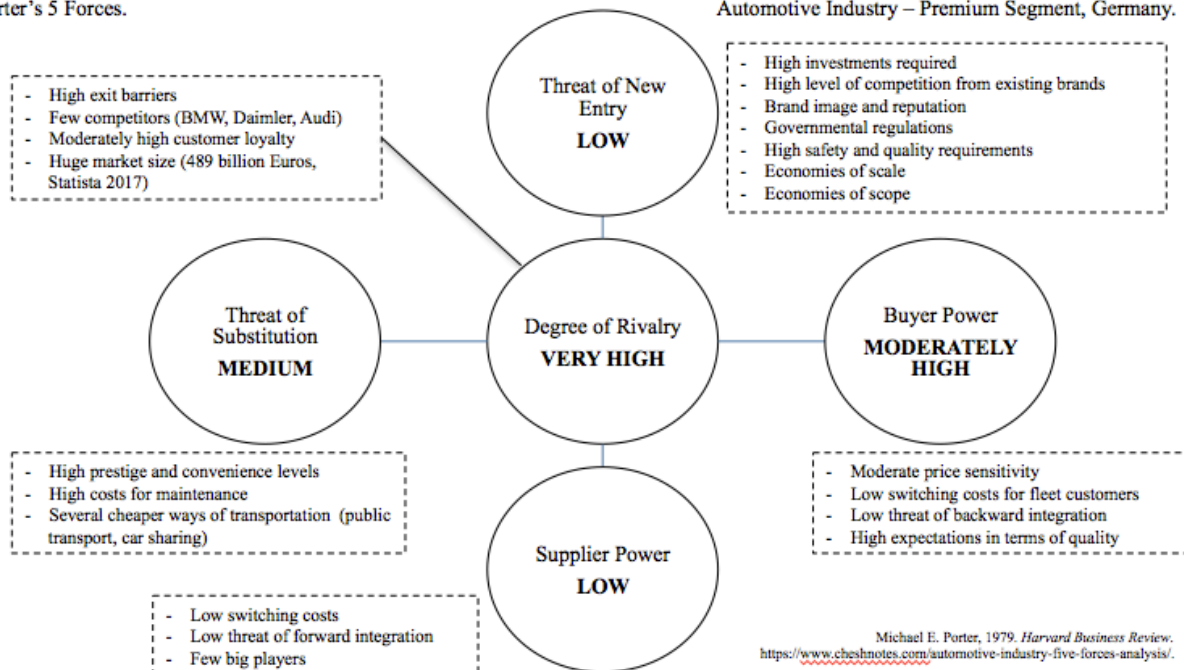 rter's 5 Forces.
Automotive Industry – Premium Segment, Germany.
Threat of New
Entry
LOW
- High investments required
- High level of competition from existing brands
- Brand image and reputation
- Governmental regulations
- High safety and quality requirements
- Economies of scale
- Economies of scope
- High exit barriers
- Few competitors (BMW, Daimler, Audi)
- Moderately high customer loyalty
- Huge market size (489 billion Euros,
Statista 2017)
Threat of
Substitution
MEDIUM
Degree of Rivalry
VERY HIGH
Buyer Power
MODERATELY
HIGH
- High prestige and convenience levels
- High costs for maintenance
- Several cheaper ways of transportation (public
transport, car sharing)
- Moderate price sensitivity
- Low switching costs for fleet customers
- Low threat of backward integration
- High expectations in terms of quality
Supplier Power
LOW
- Low switching costs
- Low threat of forward integration
- Few big players
Michael E. Porter, 1979. Harvard Business Review.
https://www.cheshnotes.com/automotive-industry-five-forces-analysis/.